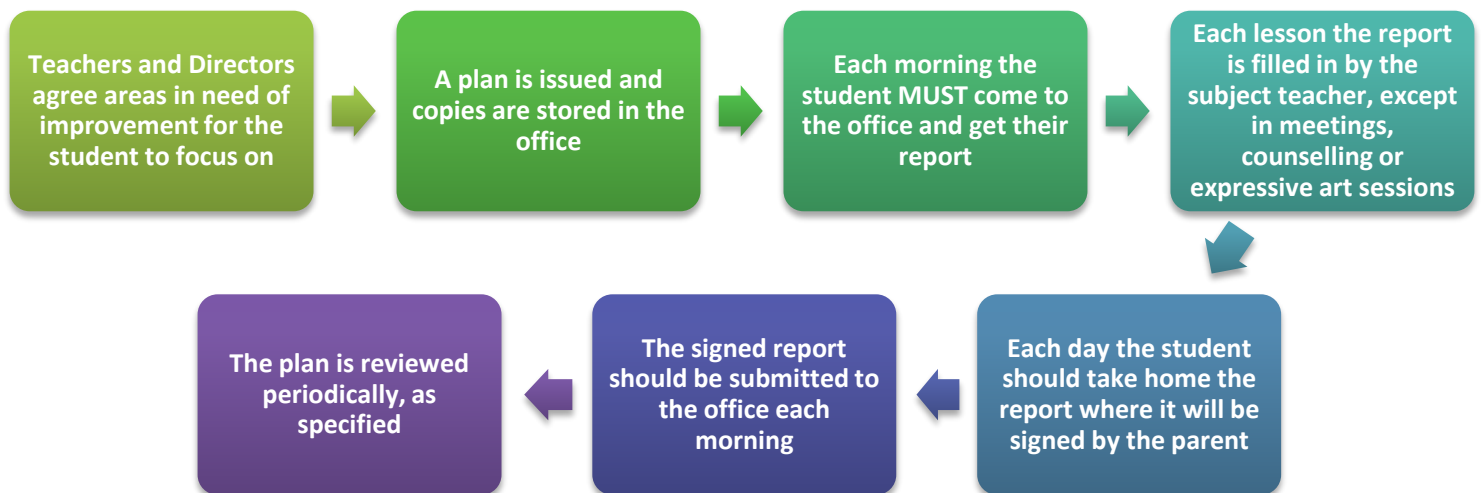 Teachers and Directors
agree areas in need of
improvement for the
student to focus on
A plan is issued and
copies are stored in the
office
Each morning the
student MUST come to
the office and get their
report
Each lesson the report
is filled in by the
subject teacher, except
in meetings,
counselling or
expressive art sessions
Each day the student
should take home the
report where it will be
signed by the parent
The signed report
should be submitted to
the office each
morning
The plan is reviewed
periodically, as
specified